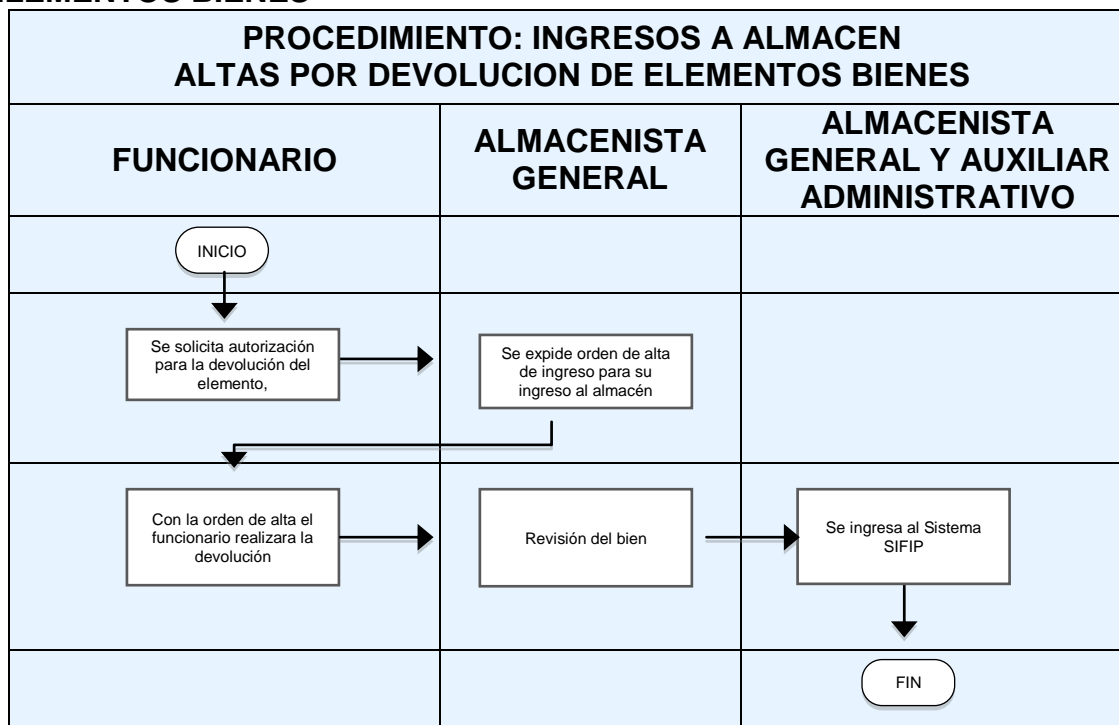 ELEMENTOS BIENES
PROCEDIMIENTO: INGRESOS A ALMACEN
ALTAS POR DEVOLUCION DE ELEMENTOS BIENES
FUNCIONARIO
ALMACENISTA
GENERAL
ALMACENISTA
GENERAL Y AUXILIAR
ADMINISTRATIVO
INICIO
Se solicita autorización
para la devolución del
elemento,
Se expide orden de alta
de ingreso para su
ingreso al almacén
Con la orden de alta el
funcionario realizara la
devolución
Revisión del bien
Se ingresa al Sistema
SIFIP
FIN